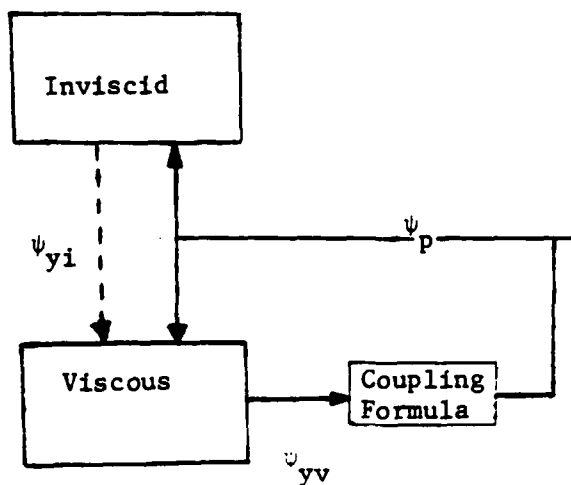 Inviscid
ψp
ψyi
Viscous
Coupling
Formula
ψyv